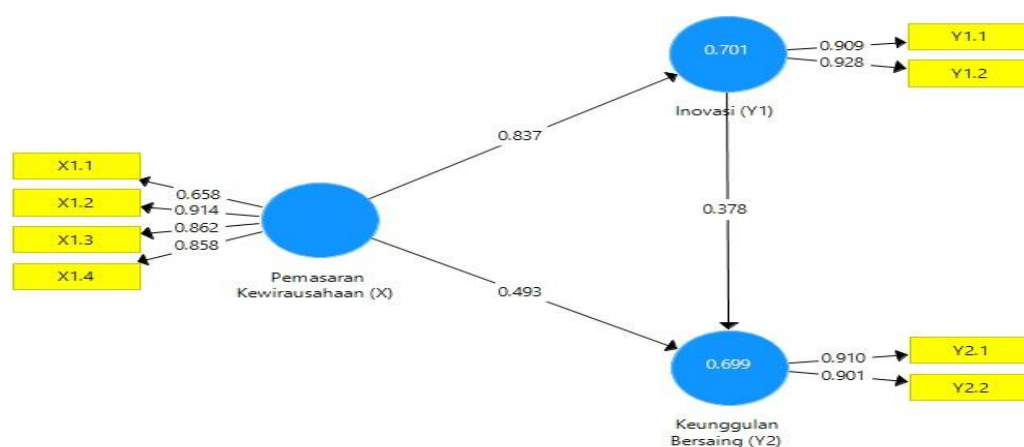 X1.1
X1.2
X1.3
X1.4
0.658
0.914
0.862
0.858
Pemasaran
Kewirausahaan (X)
0.837
0.493
0.701
Inovasi (Y1)
0.909
0.928
Y1.1
Y1.2
0.378
0.699
Keunggulan
Bersaing (Y2)
0.910
0.901
Y2.1
Y2.2